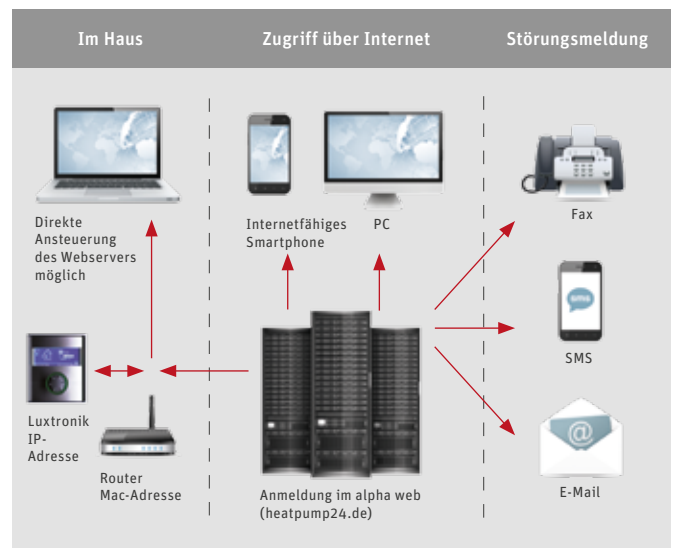 Im Haus
Zugriff über Internet
Störungsmeldung
Direkte
Ansteuerung
des Webservers
möglich
Internetfähiges
Smartphone
PC
Fax
sms
SMS
Luxtronik
IP-
Adresse
Router
Mac-Adresse
Anmeldung im alpha web
(heatpump24.de)
@
E-Mail